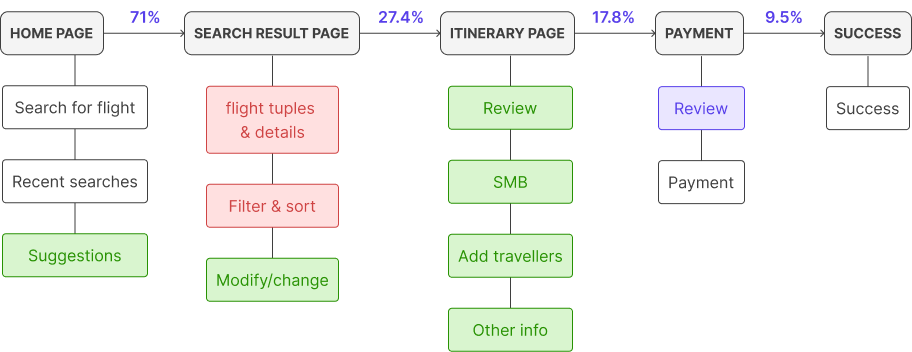 71%
27.4%
17.8%
9.5%
HOME PAGE
SEARCH RESULT PAGE
ITINERARY PAGE
PAYMENT
SUCCESS
Search for flight
Recent searches
Suggestions
flight tuples
& details
Filter & sort
Modify/change
Review
SMB
Add travellers
Other info
Review
Payment
Success